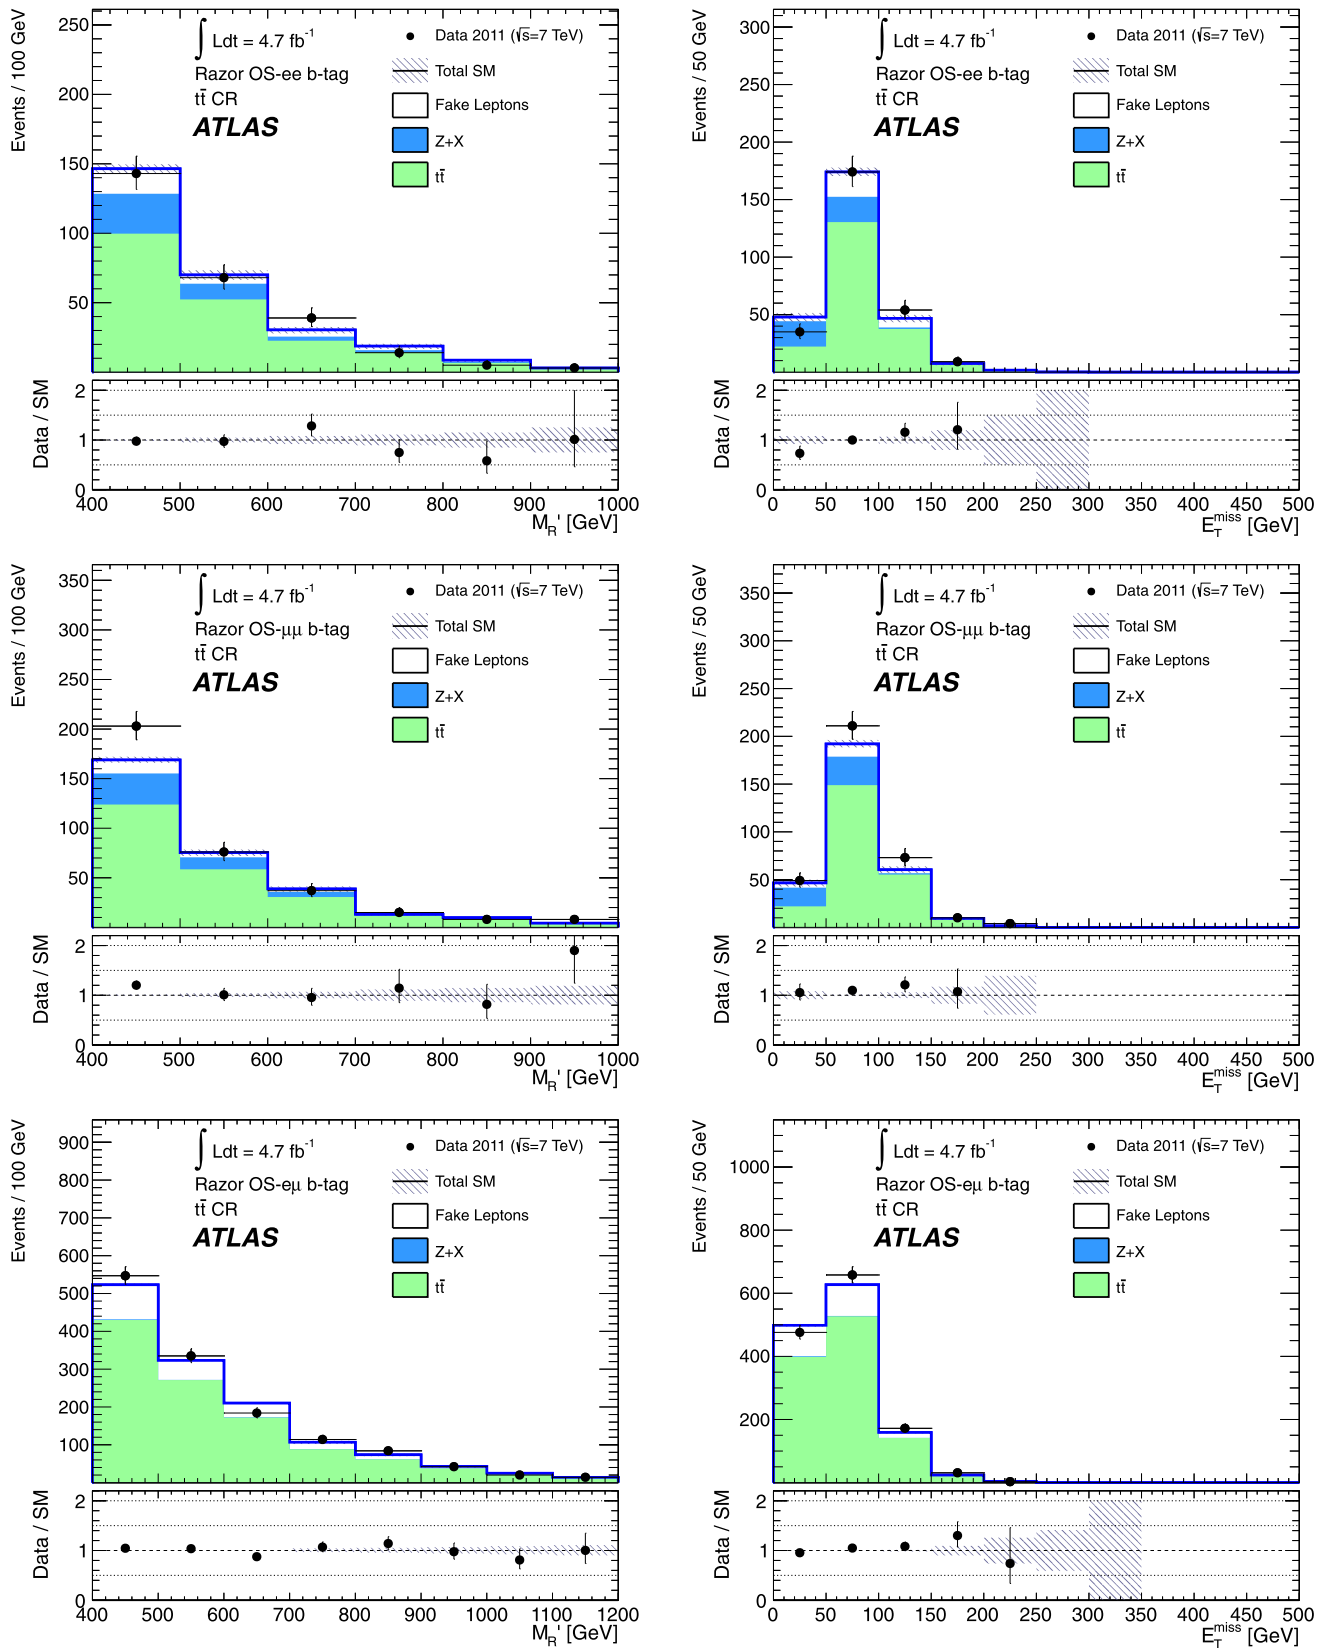 Events / 100 GeV
250
200
150
100
50
∫ Ldt = 4.7 fb⁻¹
Razor OS-ee b-tag
tt̄ CR
ATLAS
Data 2011 (√s=7 TeV)
Total SM
Fake Leptons
Z+X
tt̄
Data / SM
2
1
0
400 500 600 700 800 900 1000
M_R' [GeV]
Events / 50 GeV
300
250
200
150
100
50
∫ Ldt = 4.7 fb⁻¹
Razor OS-ee b-tag
tt̄ CR
ATLAS
Data 2011 (√s=7 TeV)
Total SM
Fake Leptons
Z+X
tt̄
Data / SM
2
1
0
0 50 100 150 200 250 300 350 400 450 500
E_T^miss [GeV]
Events / 100 GeV
350
300
250
200
150
100
50
∫ Ldt = 4.7 fb⁻¹
Razor OS-μμ b-tag
tt̄ CR
ATLAS
Data 2011 (√s=7 TeV)
Total SM
Fake Leptons
Z+X
tt̄
Data / SM
2
1
0
400 500 600 700 800 900 1000
M_R' [GeV]
Events / 50 GeV
350
300
250
200
150
100
50
∫ Ldt = 4.7 fb⁻¹
Razor OS-μμ b-tag
tt̄ CR
ATLAS
Data 2011 (√s=7 TeV)
Total SM
Fake Leptons
Z+X
tt̄
Data / SM
2
1
0
0 50 100 150 200 250 300 350 400 450 500
E_T^miss [GeV]
Events / 100 GeV
900
800
700
600
500
400
300
200
100
∫ Ldt = 4.7 fb⁻¹
Razor OS-eμ b-tag
tt̄ CR
ATLAS
Data 2011 (√s=7 TeV)
Total SM
Fake Leptons
Z+X
tt̄
Data / SM
2
1
0
400 500 600 700 800 900 1000 1100 1200
M_R' [GeV]
Events / 50 GeV
1000
800
600
400
200
∫ Ldt = 4.7 fb⁻¹
Razor OS-eμ b-tag
tt̄ CR
ATLAS
Data 2011 (√s=7 TeV)
Total SM
Fake Leptons
Z+X
tt̄
Data / SM
2
1
0
0 50 100 150 200 250 300 350 400 450 500
E_T^miss [GeV]